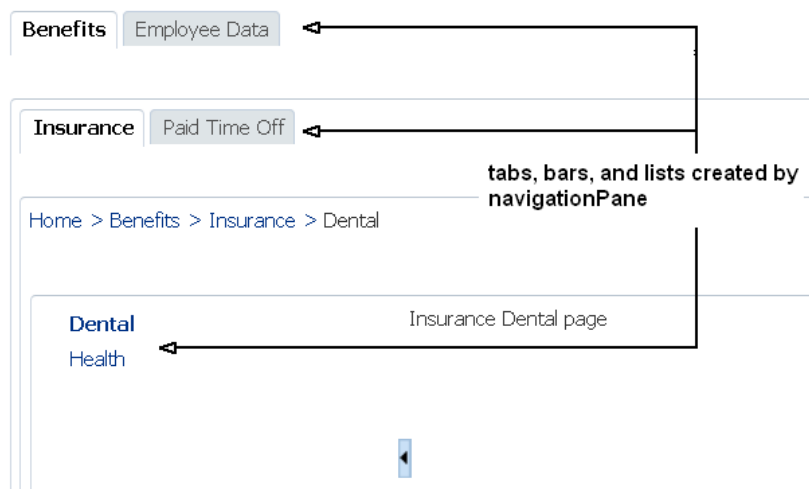 Benefits Employee Data
Insurance Paid Time Off
tabs, bars, and lists created by
navigationPane
Home > Benefits > Insurance > Dental
Dental
Insurance Dental page
Health